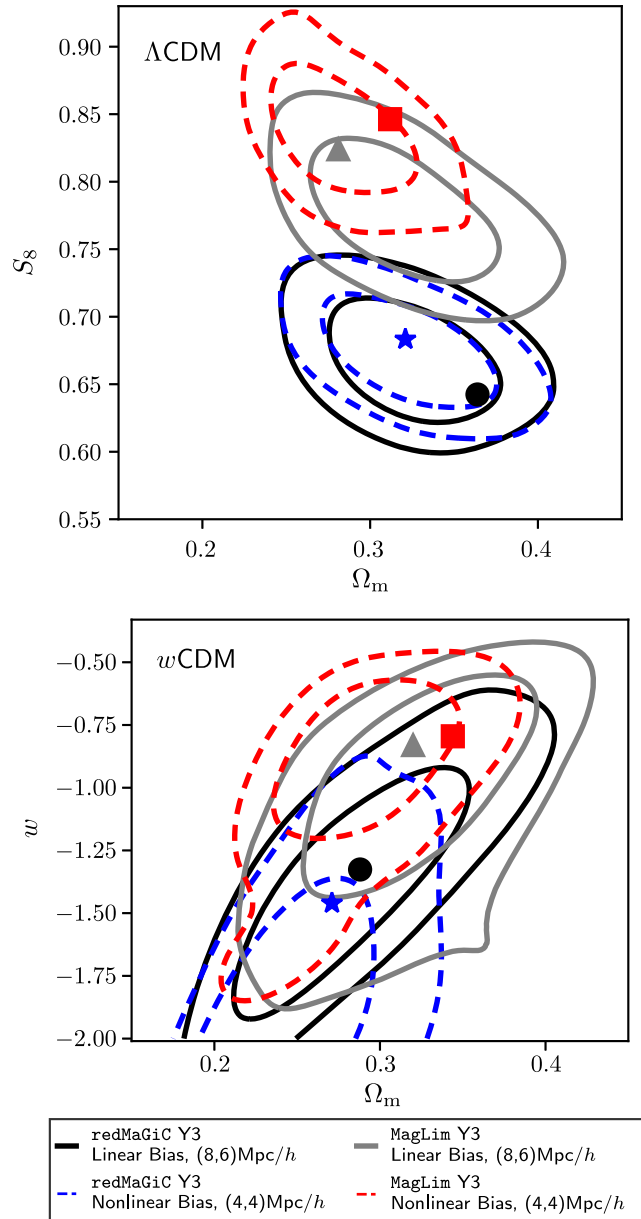 0.90
ΛCDM
0.85
0.80
S₈
0.75
0.70
0.65
0.60
0.55
0.2 0.3 0.4
Ωₘ
−0.50
wCDM
−0.75
−1.00
w
−1.25
−1.50
−1.75
−2.00
0.2 0.3 0.4
Ωₘ
redMaGiC Y3
Linear Bias, (8,6)Mpc/h
redMaGiC Y3
Nonlinear Bias, (4,4)Mpc/h
MagLim Y3
Linear Bias, (8,6)Mpc/h
MagLim Y3
Nonlinear Bias, (4,4)Mpc/h